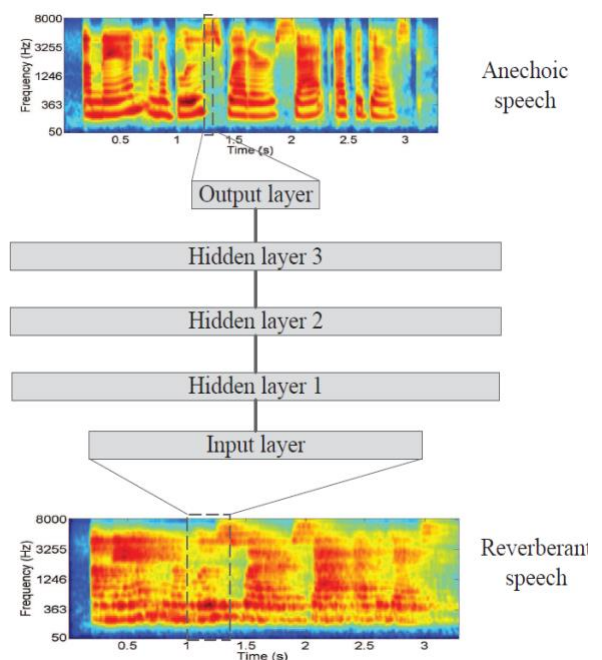 8000
3255
1246
363
50
Frequency (Hz)
0.5 1 1.5 2 2.5 3
Time (s)
Anechoic
speech
Output layer
Hidden layer 3
Hidden layer 2
Hidden layer 1
Input layer
8000
3255
1246
363
50
Frequency (Hz)
0.5 1 1.5 2 2.5 3
Time (s)
Reverberant
speech